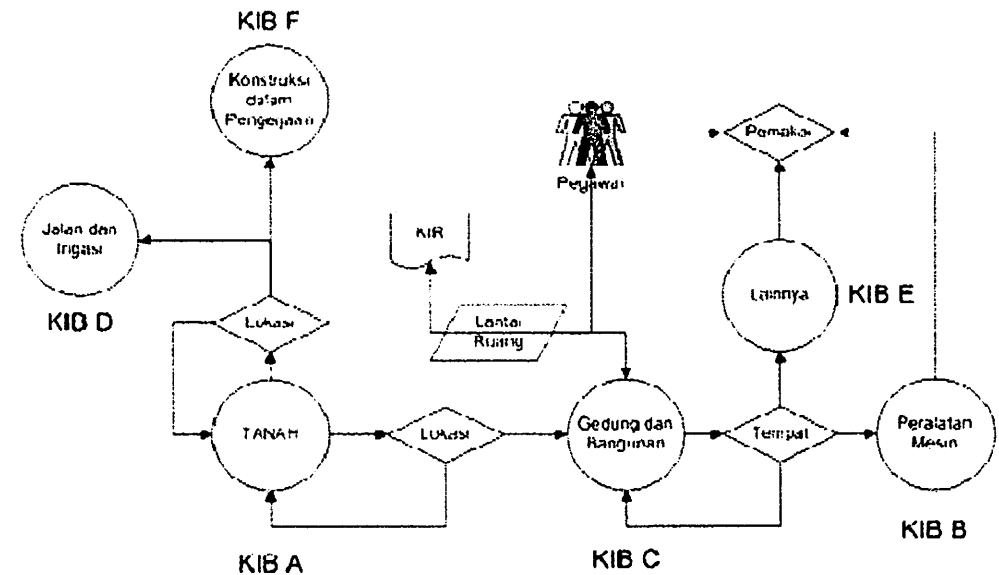 KIB F
Konstruksi
dalam
Pengerjaan
Pegawai
Pemakai
Jalan dan
Irigasi
KIR
Lainnya
KIB E
KIB D
Lokasi
Lantai
Ruang
TANAH
Lokasi
Gedung dan
Bangunan
Tempat
Peralatan
Mesin
KIB B
KIB A
KIB C